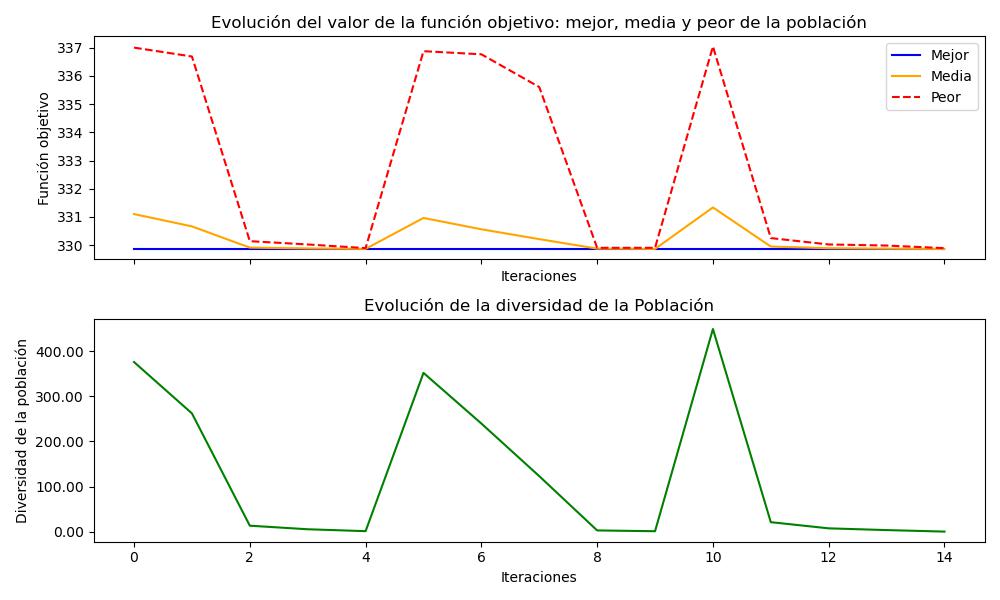 Evolución del valor de la función objetivo: mejor, media y peor de la población
337
336
335
334
333
332
331
330
Función objetivo
Mejor
Media
Peor
Iteraciones
Evolución de la diversidad de la Población
400.00
300.00
200.00
100.00
0.00
Diversidad de la población
0 2 4 6 8 10 12 14
Iteraciones